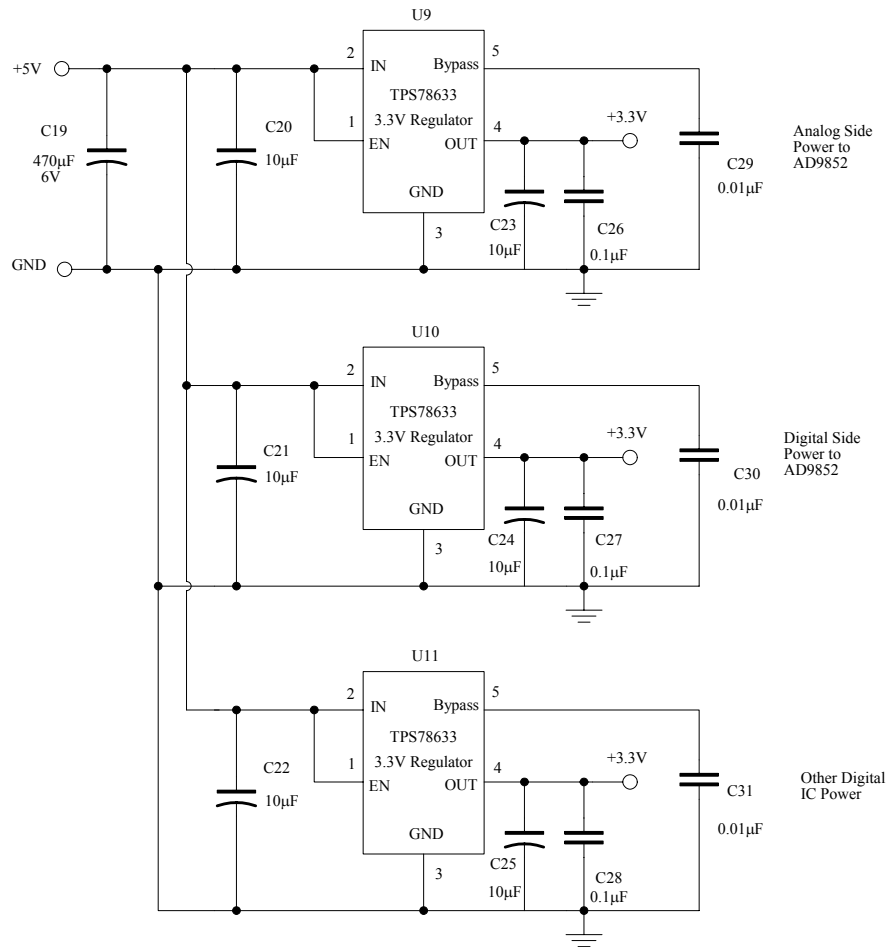 U9
+5V
2
IN
Bypass
5
TPS78633
3.3V Regulator
1
EN
OUT
4
+3.3V
GND
3
C19
470µF
6V
C20
10µF
C23
10µF
C26
0.1µF
C29
0.01µF
Analog Side
Power to
AD9852
GND
U10
2
IN
Bypass
5
TPS78633
3.3V Regulator
1
EN
OUT
4
+3.3V
GND
3
C21
10µF
C24
10µF
C27
0.1µF
C30
0.01µF
Digital Side
Power to
AD9852
U11
2
IN
Bypass
5
TPS78633
3.3V Regulator
1
EN
OUT
4
+3.3V
GND
3
C22
10µF
C25
10µF
C28
0.1µF
C31
0.01µF
Other Digital
IC Power